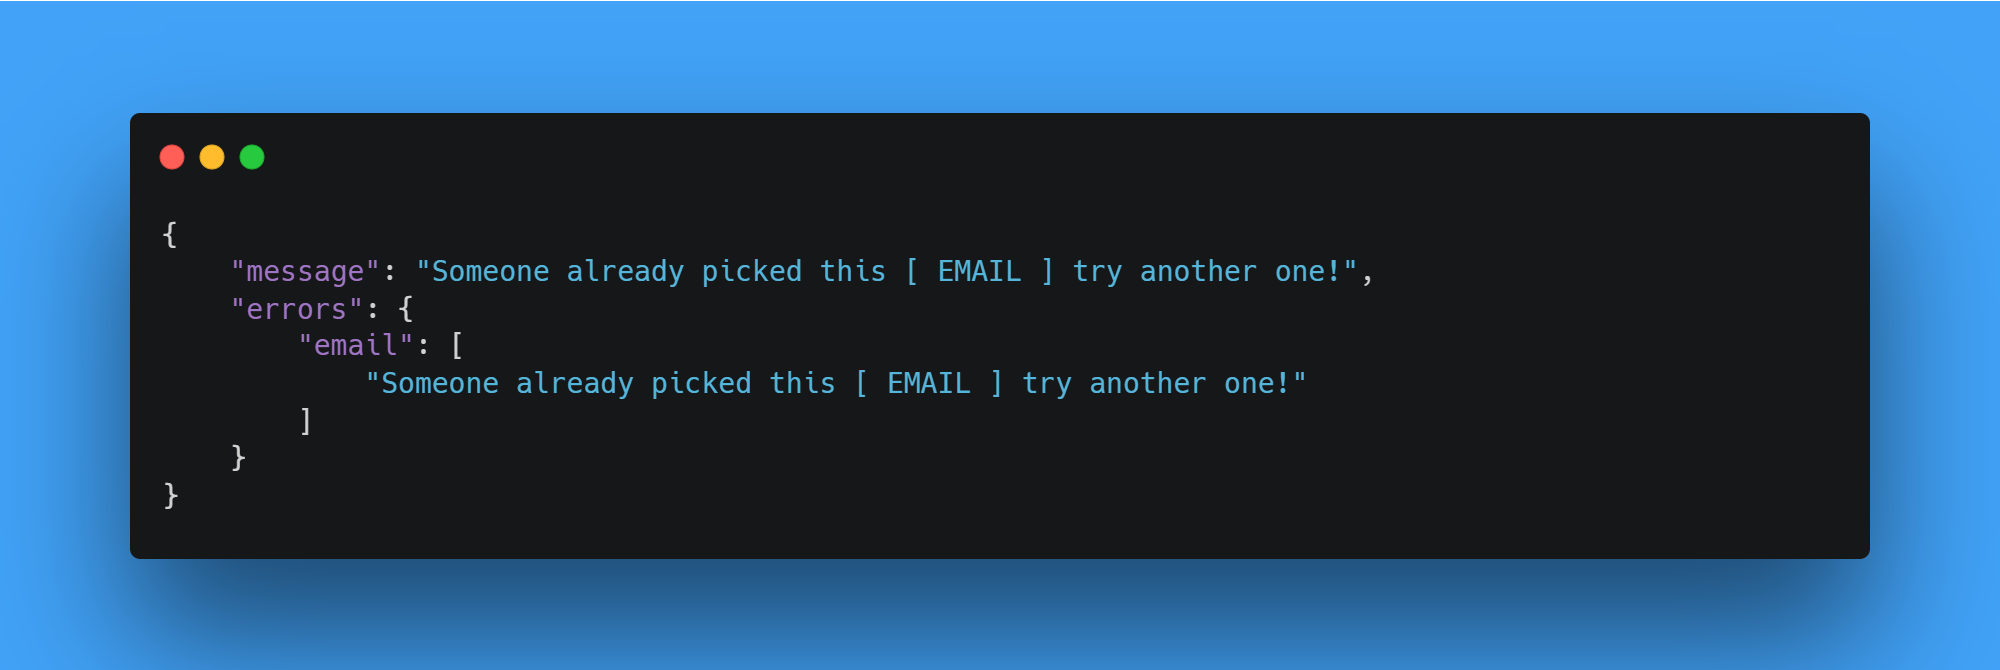 {
    "message": "Someone already picked this [ EMAIL ] try another one!",
    "errors": {
        "email": [
            "Someone already picked this [ EMAIL ] try another one!"
        ]
    }
}